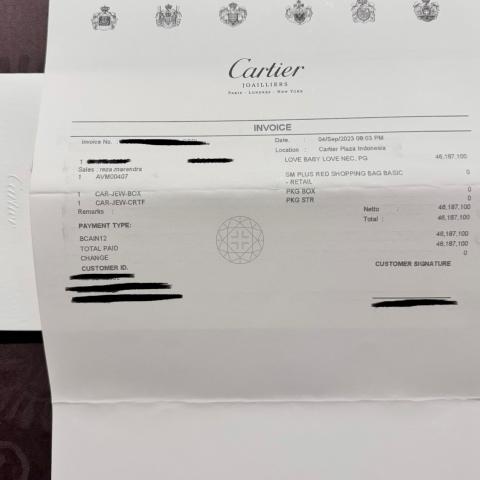 Cartier
JOAILLIERS
PARIS - LONDRES - NEW YORK
INVOICE
Invoice No. :
Date. : 04/Sep/2023 08:03 PM
Location : Cartier Plaza Indonesia
1 LOVE BABY LOVE NEC, PG 46,187,100
Sales : reza marendra
1 AVM00407 SM PLUS RED SHOPPING BAG BASIC - RETAIL 0
1 CAR-JEW-BOX PKG BOX 0
1 CAR-JEW-CRTF PKG STR 0
Remarks : Netto : 46,187,100
Total : 46,187,100
PAYMENT TYPE:
BCAIN12 46,187,100
TOTAL PAID 46,187,100
CHANGE 0
CUSTOMER ID. CUSTOMER SIGNATURE
Cartier